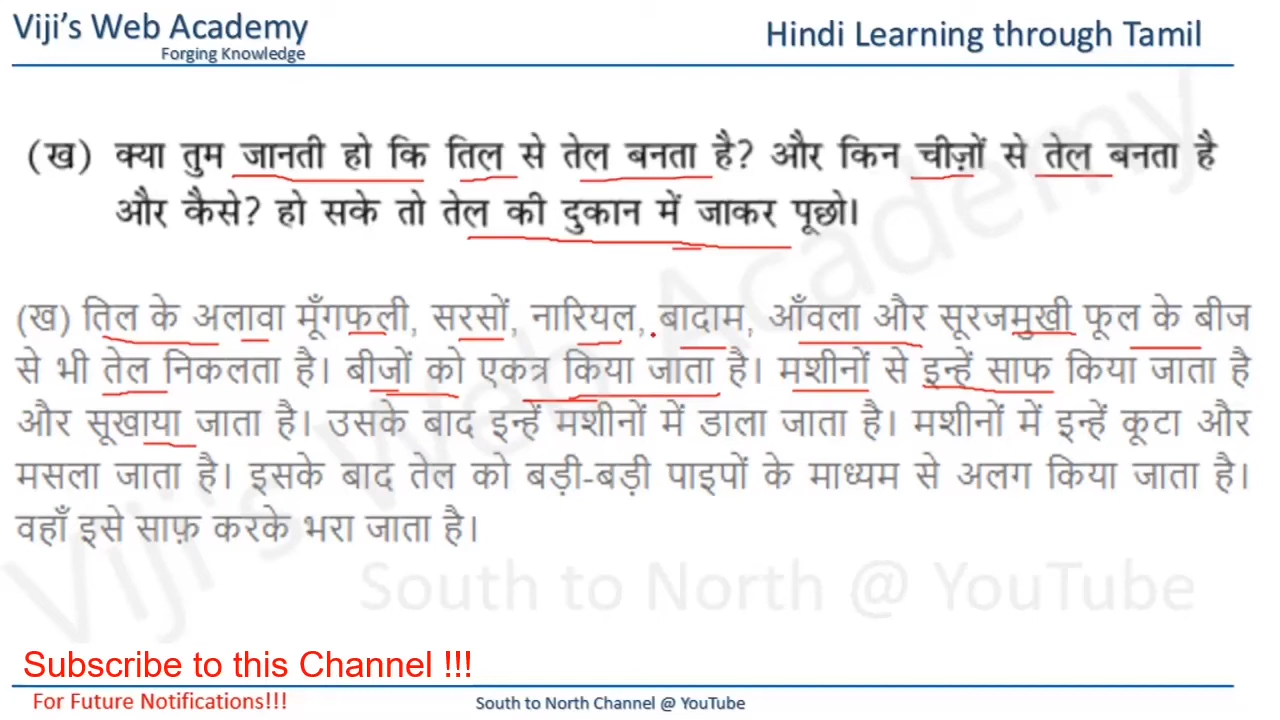 Viji's Web Academy
Forging Knowledge
Hindi Learning through Tamil
(ख) क्या तुम जानती हो कि तिल से तेल बनता है? और किन चीज़ों से तेल बनता है
और कैसे? हो सके तो तेल की दुकान में जाकर पूछो।
(ख) तिल के अलावा मूँगफली, सरसों, नारियल, बादाम, आँवला और सूरजमुखी फूल के बीज
से भी तेल निकलता है। बीजों को एकत्र किया जाता है। मशीनों से इन्हें साफ किया जाता है
और सूखाया जाता है। उसके बाद इन्हें मशीनों में डाला जाता है। मशीनों में इन्हें कूटा और
मसला जाता है। इसके बाद तेल को बड़ी-बड़ी पाइपों के माध्यम से अलग किया जाता है।
वहाँ इसे साफ़ करके भरा जाता है।
Viji's Web Academy
South to North @ YouTube
Subscribe to this Channel !!!
For Future Notifications!!!
South to North Channel @ YouTube